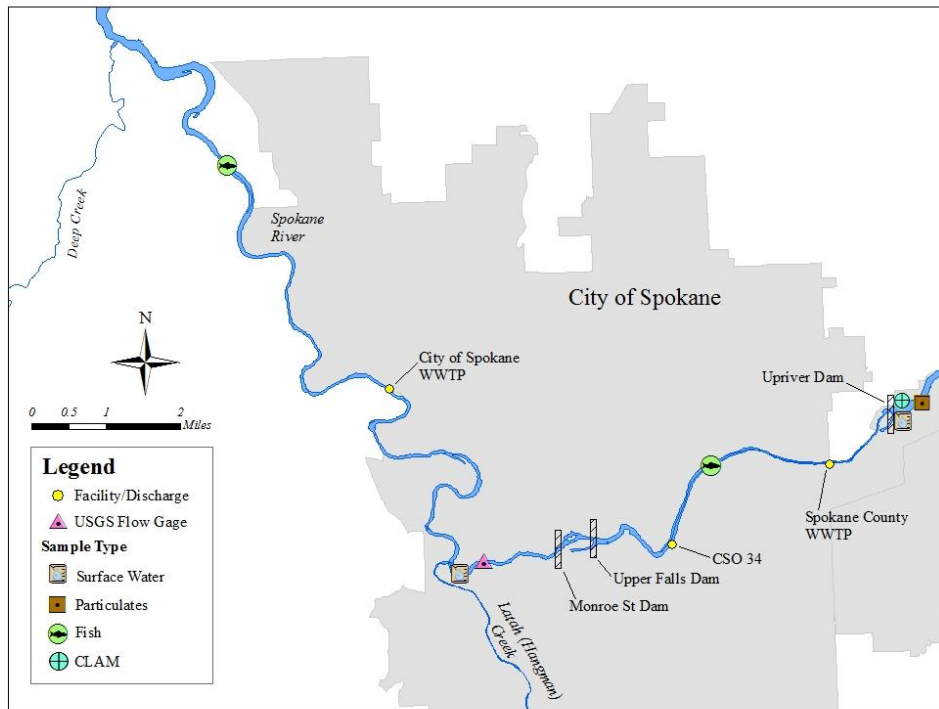 Deep Creek
Spokane
River
City of Spokane
N
City of Spokane
WWTP
Upriver Dam
0 0.5 1 2
Miles
Legend
Facility/Discharge
USGS Flow Gage
Sample Type
Surface Water
Particulates
Fish
CLAM
Spokane County
WWTP
CSO 34
Upper Falls Dam
Monroe St Dam
Latah (Hangman)
Creek